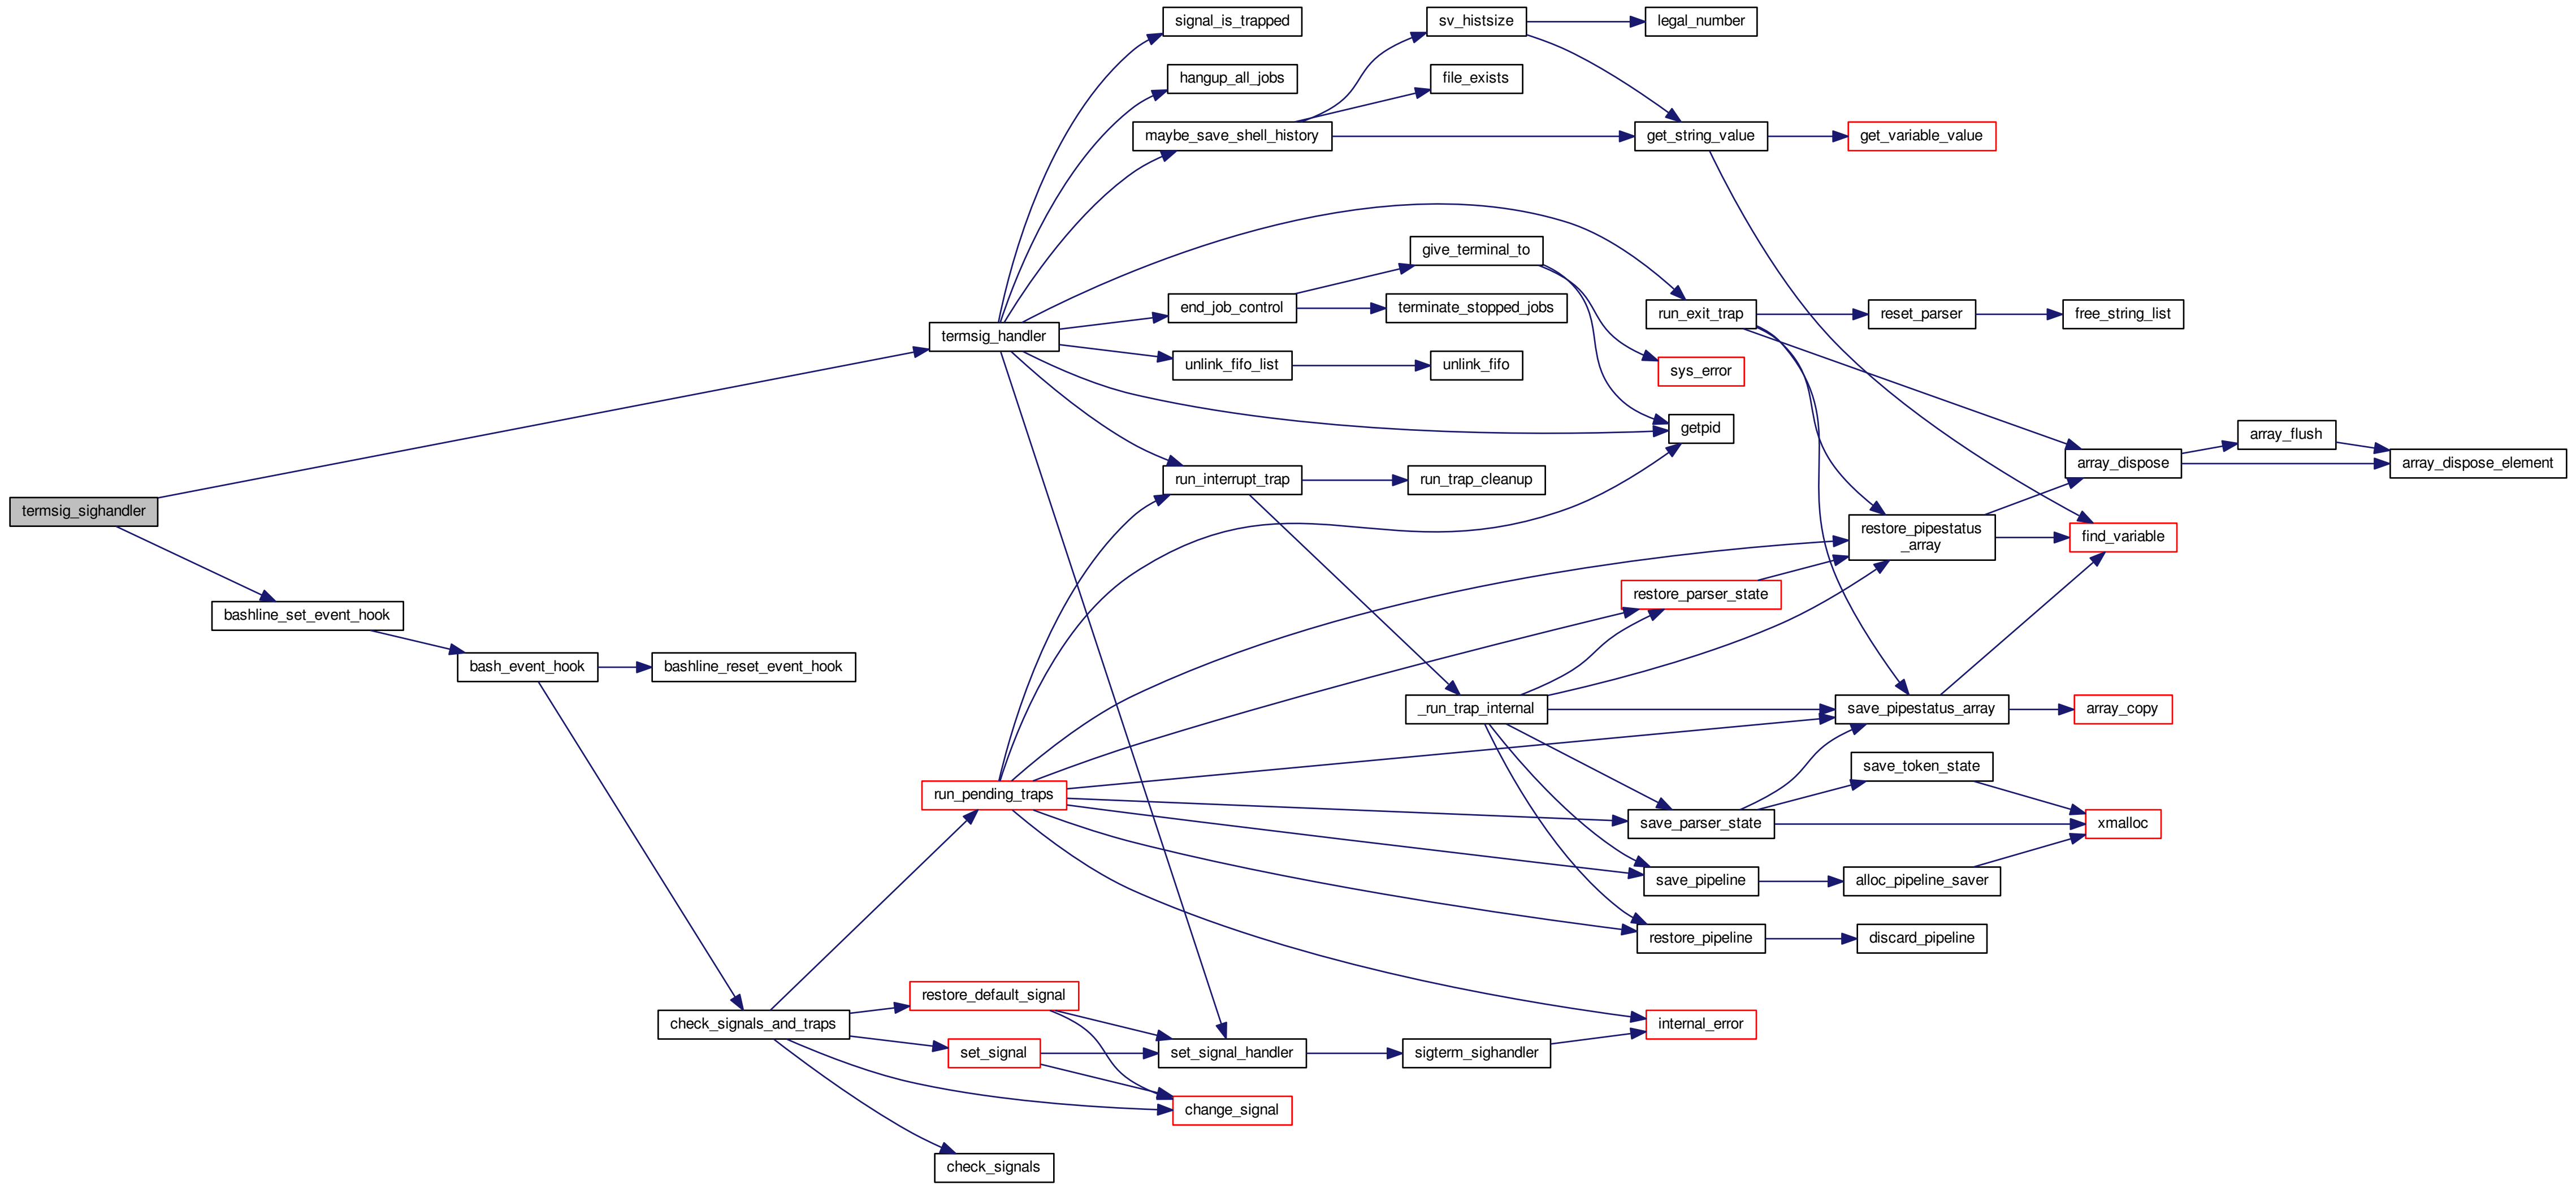 signal_is_trapped
sv_histsize
legal_number
hangup_all_jobs
file_exists
maybe_save_shell_history
get_string_value
get_variable_value
give_terminal_to
end_job_control
terminate_stopped_jobs
run_exit_trap
reset_parser
free_string_list
termsig_handler
unlink_fifo_list
unlink_fifo
sys_error
getpid
array_flush
array_dispose
array_dispose_element
run_interrupt_trap
run_trap_cleanup
termsig_sighandler
restore_pipestatus
_array
find_variable
restore_parser_state
bashline_set_event_hook
bash_event_hook
bashline_reset_event_hook
_run_trap_internal
save_pipestatus_array
array_copy
save_token_state
run_pending_traps
save_parser_state
xmalloc
save_pipeline
alloc_pipeline_saver
restore_pipeline
discard_pipeline
restore_default_signal
check_signals_and_traps
internal_error
set_signal
set_signal_handler
sigterm_sighandler
change_signal
check_signals